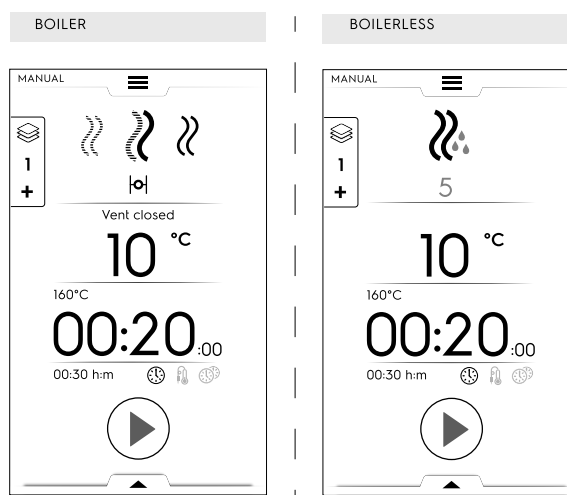 BOILER
MANUAL
1
+
Vent closed
10 °C
160°C
00:20:00
00:30 h:m
BOILERLESS
MANUAL
1
+
5
10 °C
160°C
00:20:00
00:30 h:m